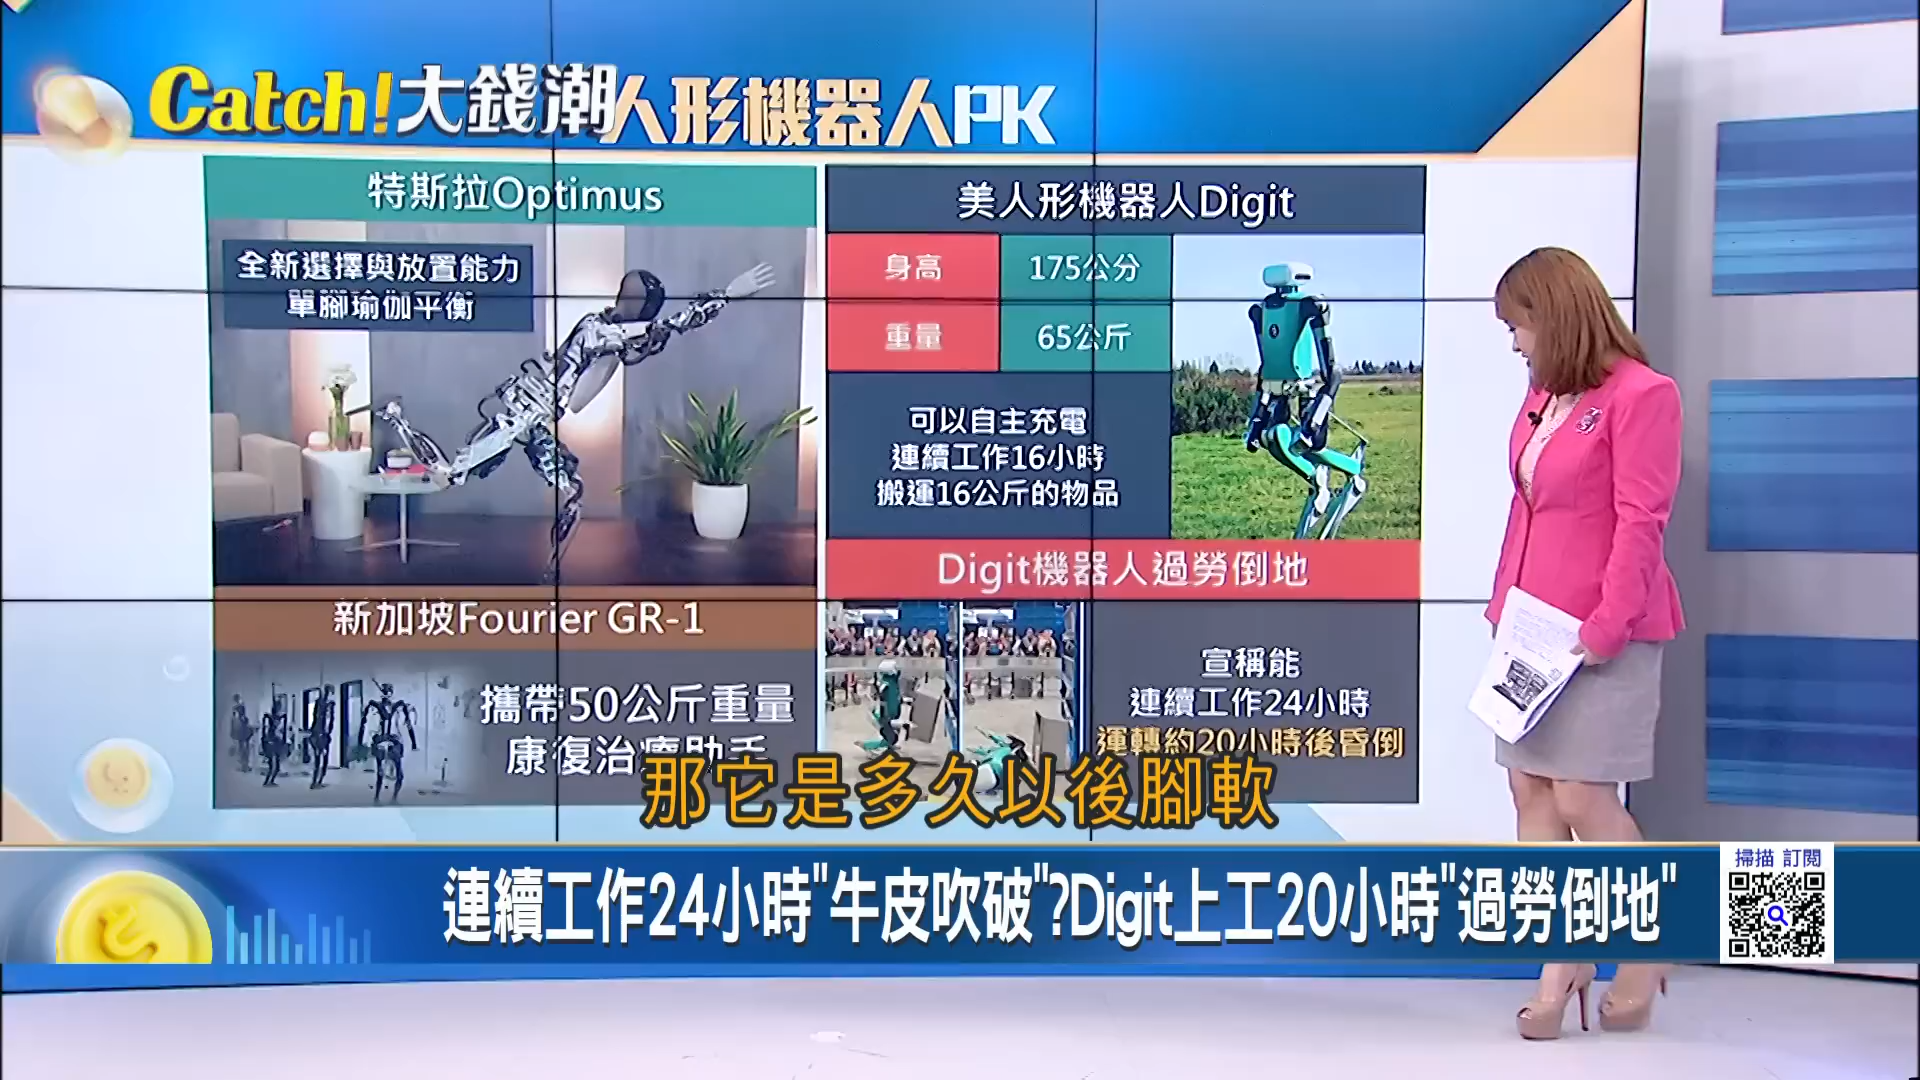 Catch!大錢潮人形機器人PK
特斯拉Optimus
全新選擇與放置能力
單腳瑜伽平衡
新加坡Fourier GR-1
攜帶50公斤重量
康復治療助手
美人形機器人Digit
身高 175公分
重量 65公斤
可以自主充電
連續工作16小時
搬運16公斤的物品
Digit機器人過勞倒地
宣稱能
連續工作24小時
運轉約20小時後昏倒
那它是多久以後腳軟
連續工作24小時"牛皮吹破"?Digit上工20小時"過勞倒地"
掃描 訂閱